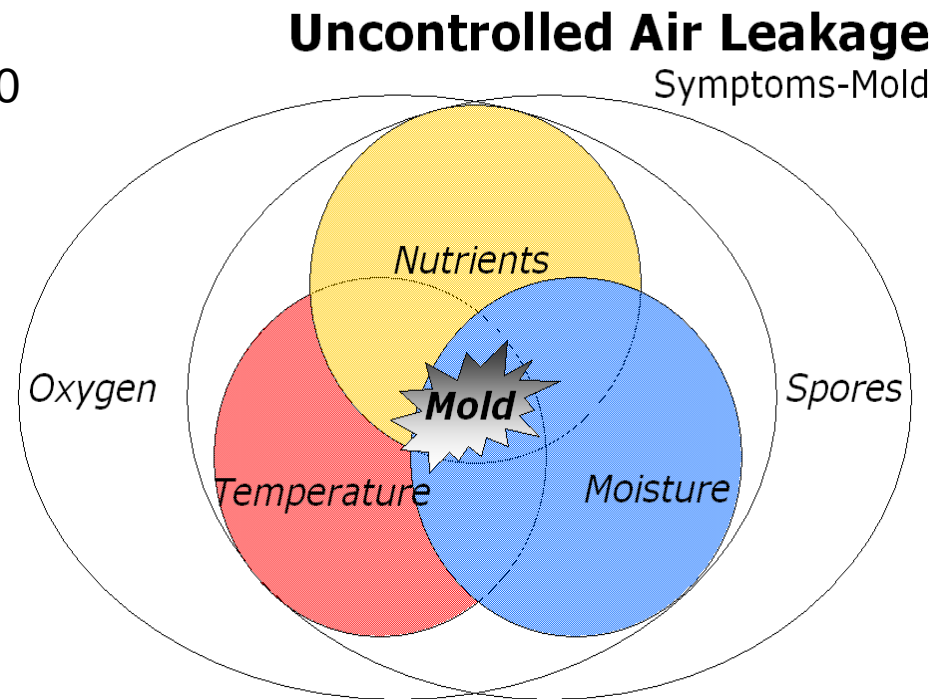 Uncontrolled Air Leakage
0
Symptoms-Mold
Nutrients
Oxygen
Mold
Spores
Temperature
Moisture